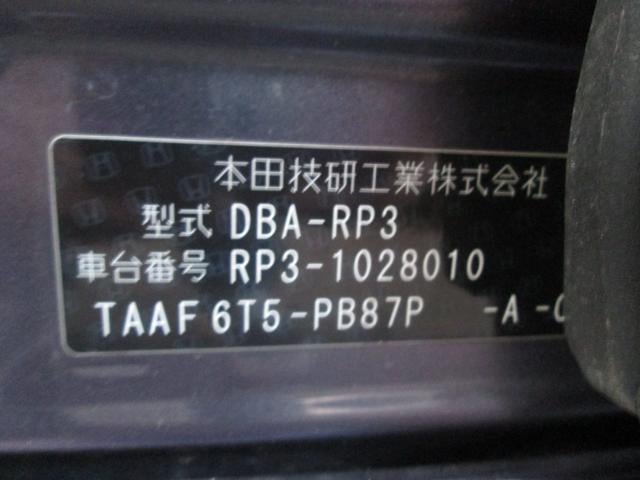 本田技研工業株式会社
型式 DBA-RP3
車台番号 RP3-1028010
TAAF 6T5-PB87P -A -